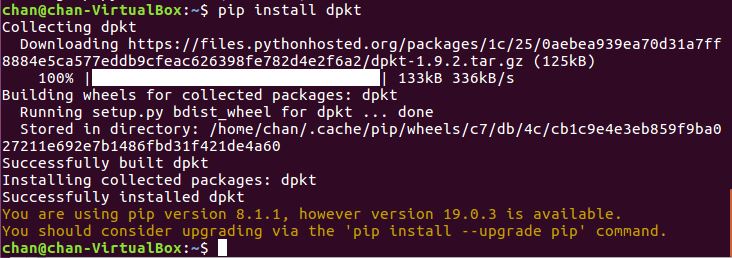 chan@chan-VirtualBox:~$ pip install dpkt
Collecting dpkt
  Downloading https://files.pythonhosted.org/packages/1c/25/0aebea939ea70d31a7ff
8884e5ca577eddb9cfeac626398fe782d4e2f6a2/dpkt-1.9.2.tar.gz (125kB)
    100% |████████████████████████████████| 133kB 336kB/s
Building wheels for collected packages: dpkt
  Running setup.py bdist_wheel for dpkt ... done
  Stored in directory: /home/chan/.cache/pip/wheels/c7/db/4c/cb1c9e4e3eb859f9ba0
27211e692e7b1486fbd31f421de4a60
Successfully built dpkt
Installing collected packages: dpkt
Successfully installed dpkt
You are using pip version 8.1.1, however version 19.0.3 is available.
You should consider upgrading via the 'pip install --upgrade pip' command.
chan@chan-VirtualBox:~$